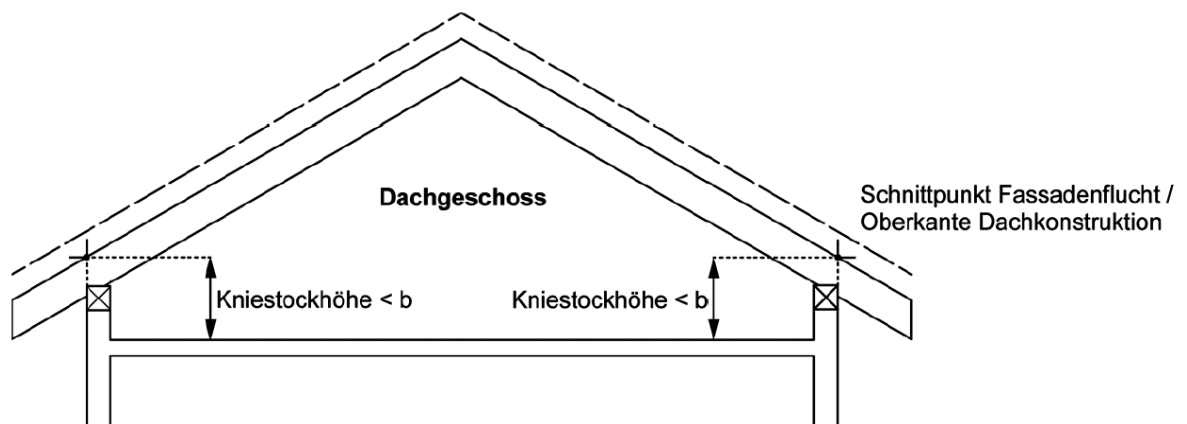 Dachgeschoss
Schnittpunkt Fassadenflucht /
Oberkante Dachkonstruktion
Kniestockhöhe < b
Kniestockhöhe < b